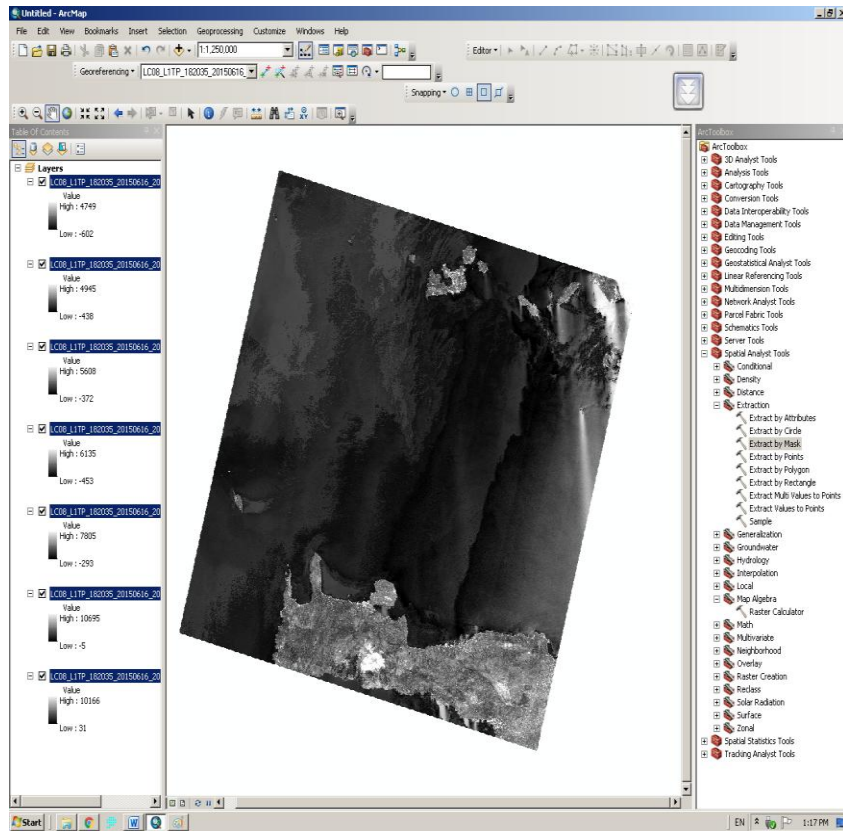 Untitled - ArcMap
File Edit View Bookmarks Insert Selection Geoprocessing Customize Windows Help
1:1,250,000
Editor
Georeferencing LC08_L1TP_182035_20150616_
Snapping
Table Of Contents
Layers
LC08_L1TP_182035_20150616_20
Value
High : 4749
Low : -602
LC08_L1TP_182035_20150616_20
Value
High : 4945
Low : -438
LC08_L1TP_182035_20150616_20
Value
High : 5608
Low : -372
LC08_L1TP_182035_20150616_20
Value
High : 6135
Low : -453
LC08_L1TP_182035_20150616_20
Value
High : 7805
Low : -293
LC08_L1TP_182035_20150616_20
Value
High : 10695
Low : -5
LC08_L1TP_182035_20150616_20
Value
High : 10166
Low : 31
ArcToolbox
ArcToolbox
3D Analyst Tools
Analysis Tools
Cartography Tools
Conversion Tools
Data Interoperability Tools
Data Management Tools
Editing Tools
Geocoding Tools
Geostatistical Analyst Tools
Linear Referencing Tools
Multidimension Tools
Network Analyst Tools
Parcel Fabric Tools
Schematics Tools
Server Tools
Spatial Analyst Tools
Conditional
Density
Distance
Extraction
Extract by Attributes
Extract by Circle
Extract by Mask
Extract by Points
Extract by Polygon
Extract by Rectangle
Extract Multi Values to Points
Extract Values to Points
Sample
Generalization
Groundwater
Hydrology
Interpolation
Local
Map Algebra
Raster Calculator
Math
Multivariate
Neighborhood
Overlay
Raster Creation
Reclass
Solar Radiation
Surface
Zonal
Spatial Statistics Tools
Tracking Analyst Tools
Start
EN 1:17 PM